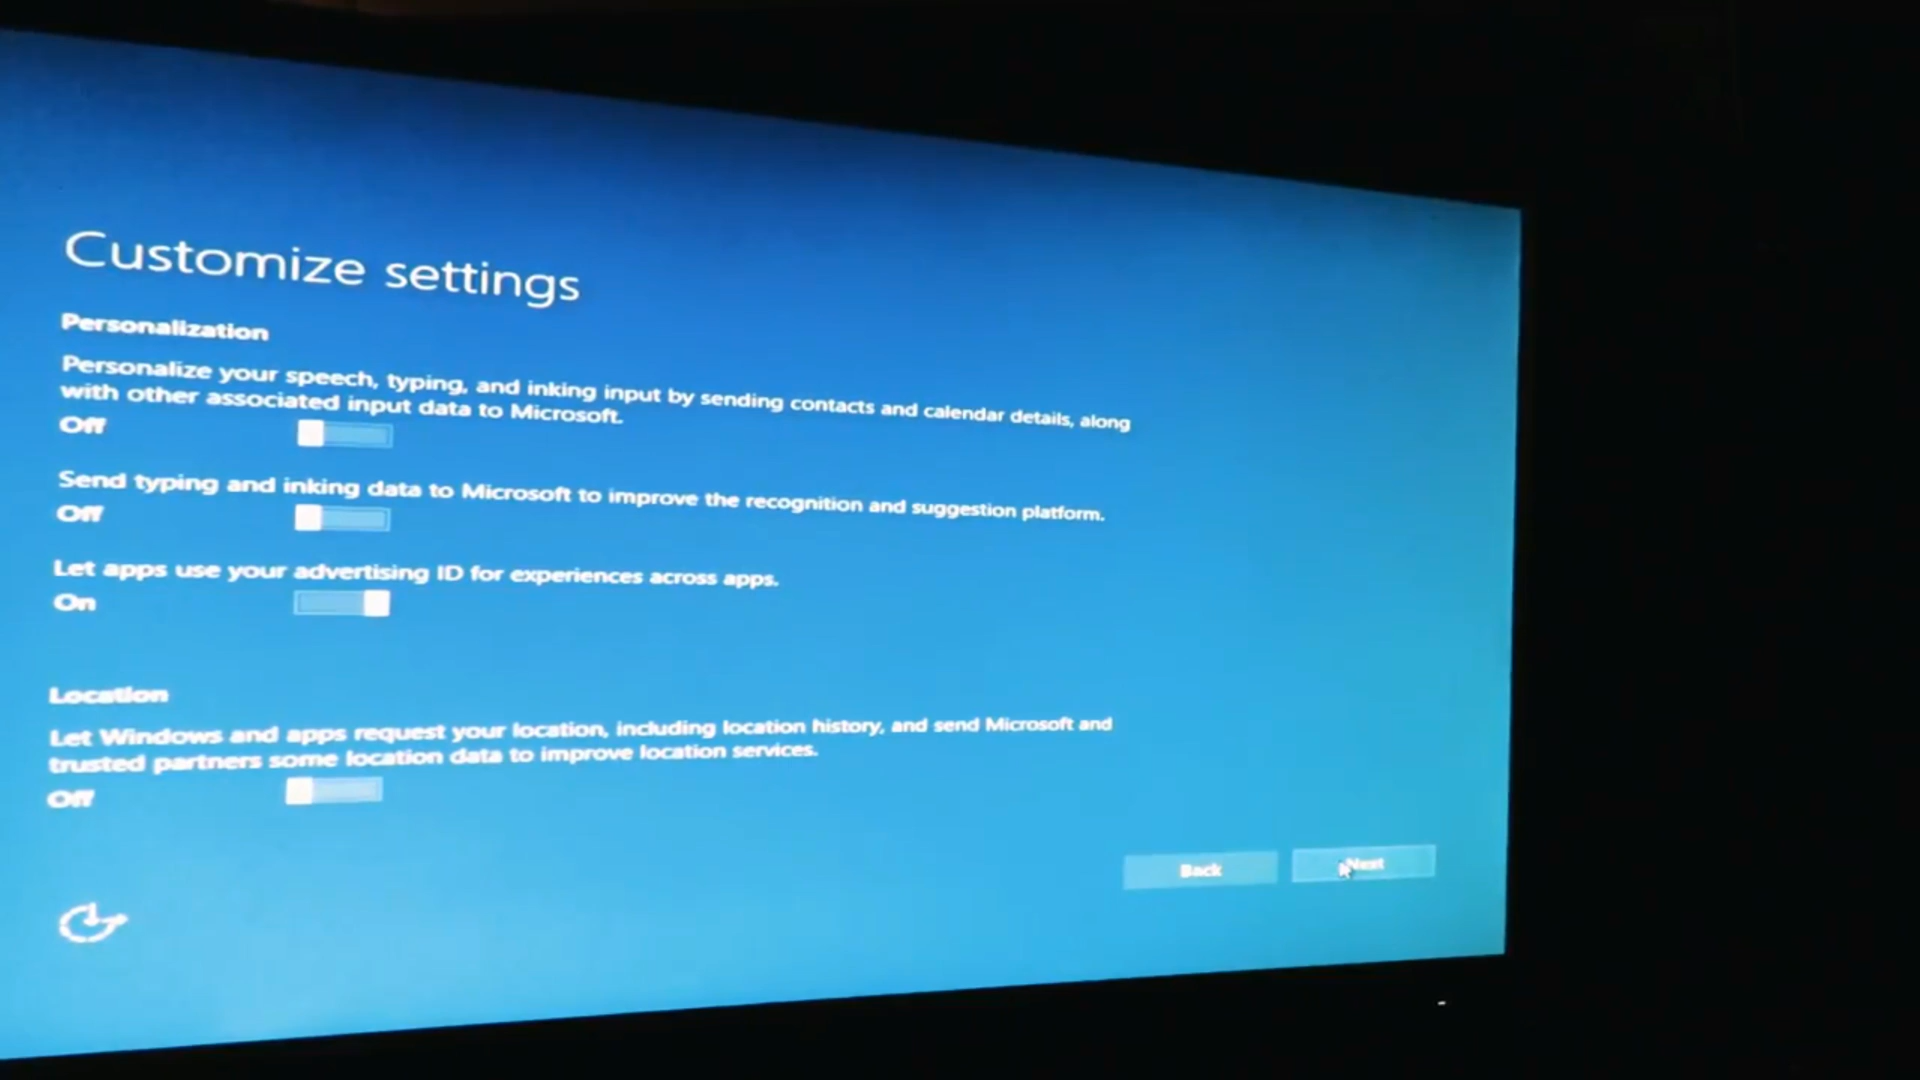 Customize settings
Personalization
Personalize your speech, typing, and inking input by sending contacts and calendar details, along
with other associated input data to Microsoft.
Off
Send typing and inking data to Microsoft to improve the recognition and suggestion platform.
Off
Let apps use your advertising ID for experiences across apps.
On
Location
Let Windows and apps request your location, including location history, and send Microsoft and
trusted partners some location data to improve location services.
Off
Back
Next